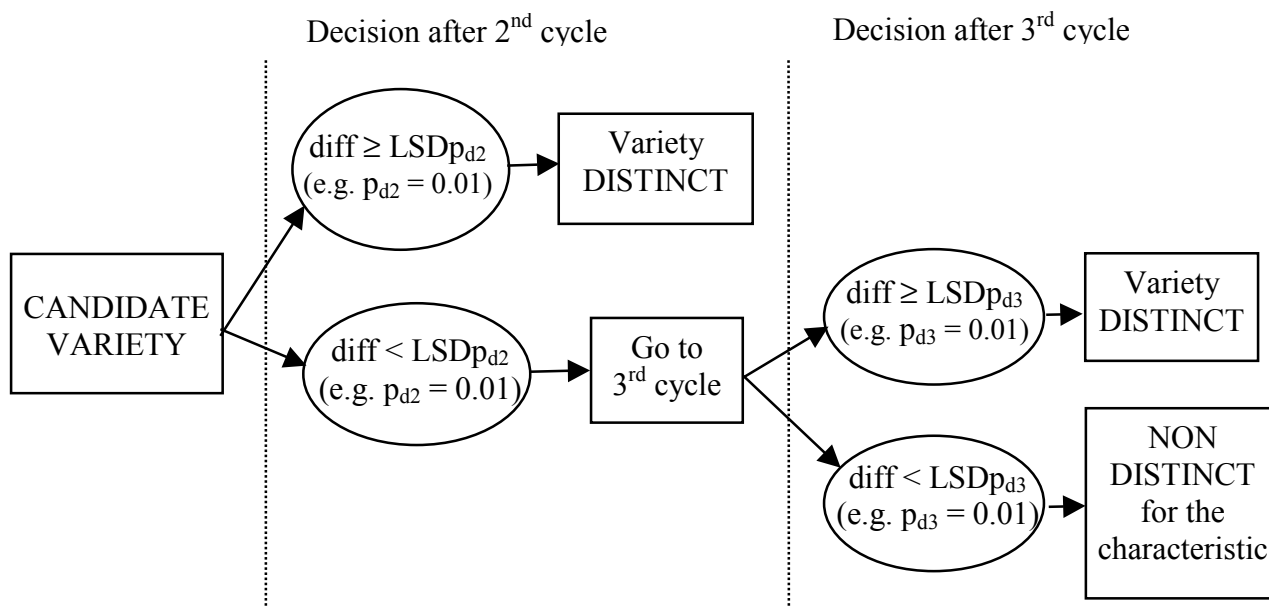 Decision after 2nd cycle
Decision after 3rd cycle
CANDIDATE
VARIETY
diff ≥ LSDpd2
(e.g. pd2 = 0.01)
Variety
DISTINCT
diff < LSDpd2
(e.g. pd2 = 0.01)
Go to
3rd cycle
diff ≥ LSDpd3
(e.g. pd3 = 0.01)
Variety
DISTINCT
diff < LSDpd3
(e.g. pd3 = 0.01)
NON
DISTINCT
for the
characteristic